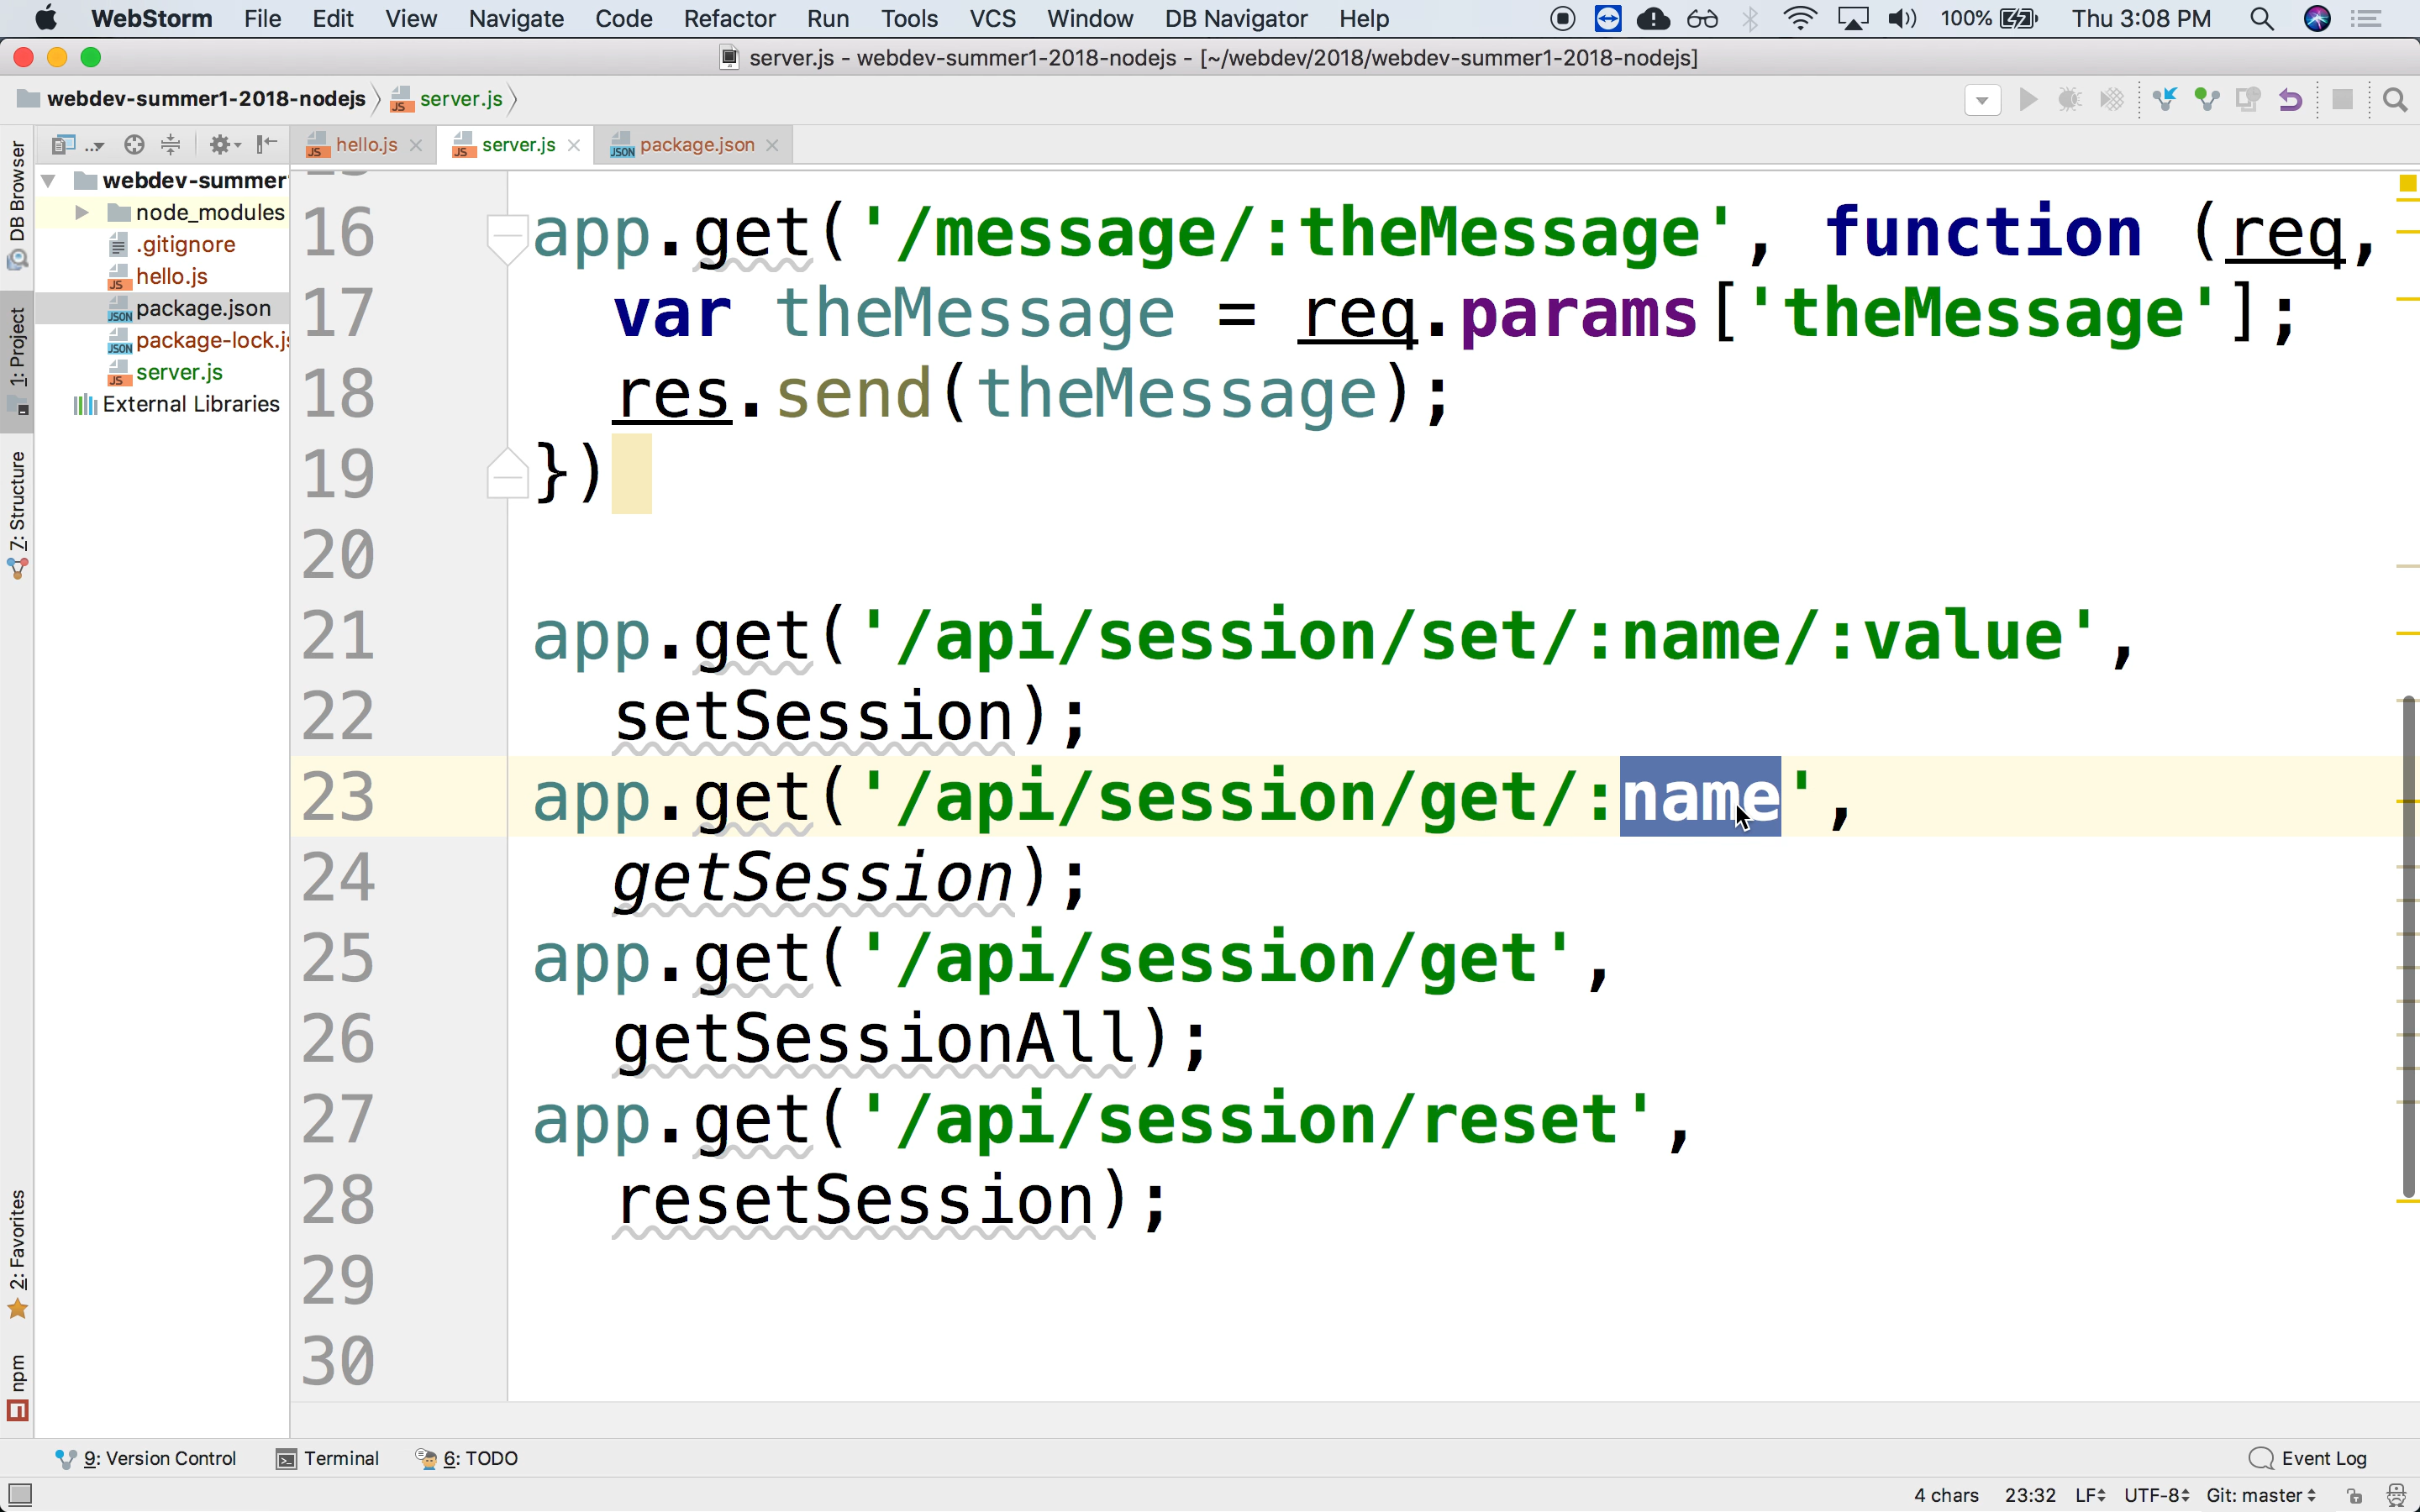 WebStorm File Edit View Navigate Code Refactor Run Tools VCS Window DB Navigator Help 100% Thu 3:08 PM
server.js - webdev-summer1-2018-nodejs - [~/webdev/2018/webdev-summer1-2018-nodejs]
webdev-summer1-2018-nodejs server.js
hello.js server.js package.json
DB Browser
1: Project
7: Structure
2: Favorites
npm
webdev-summer
node_modules
.gitignore
hello.js
package.json
package-lock.js
server.js
External Libraries
16 app.get('/message/:theMessage', function (req,
17 var theMessage = req.params['theMessage'];
18 res.send(theMessage);
19 })
20
21 app.get('/api/session/set/:name/:value',
22 setSession);
23 app.get('/api/session/get/:name',
24 getSession);
25 app.get('/api/session/get',
26 getSessionAll);
27 app.get('/api/session/reset',
28 resetSession);
29
30
9: Version Control Terminal 6: TODO Event Log
4 chars 23:32 LF UTF-8 Git: master